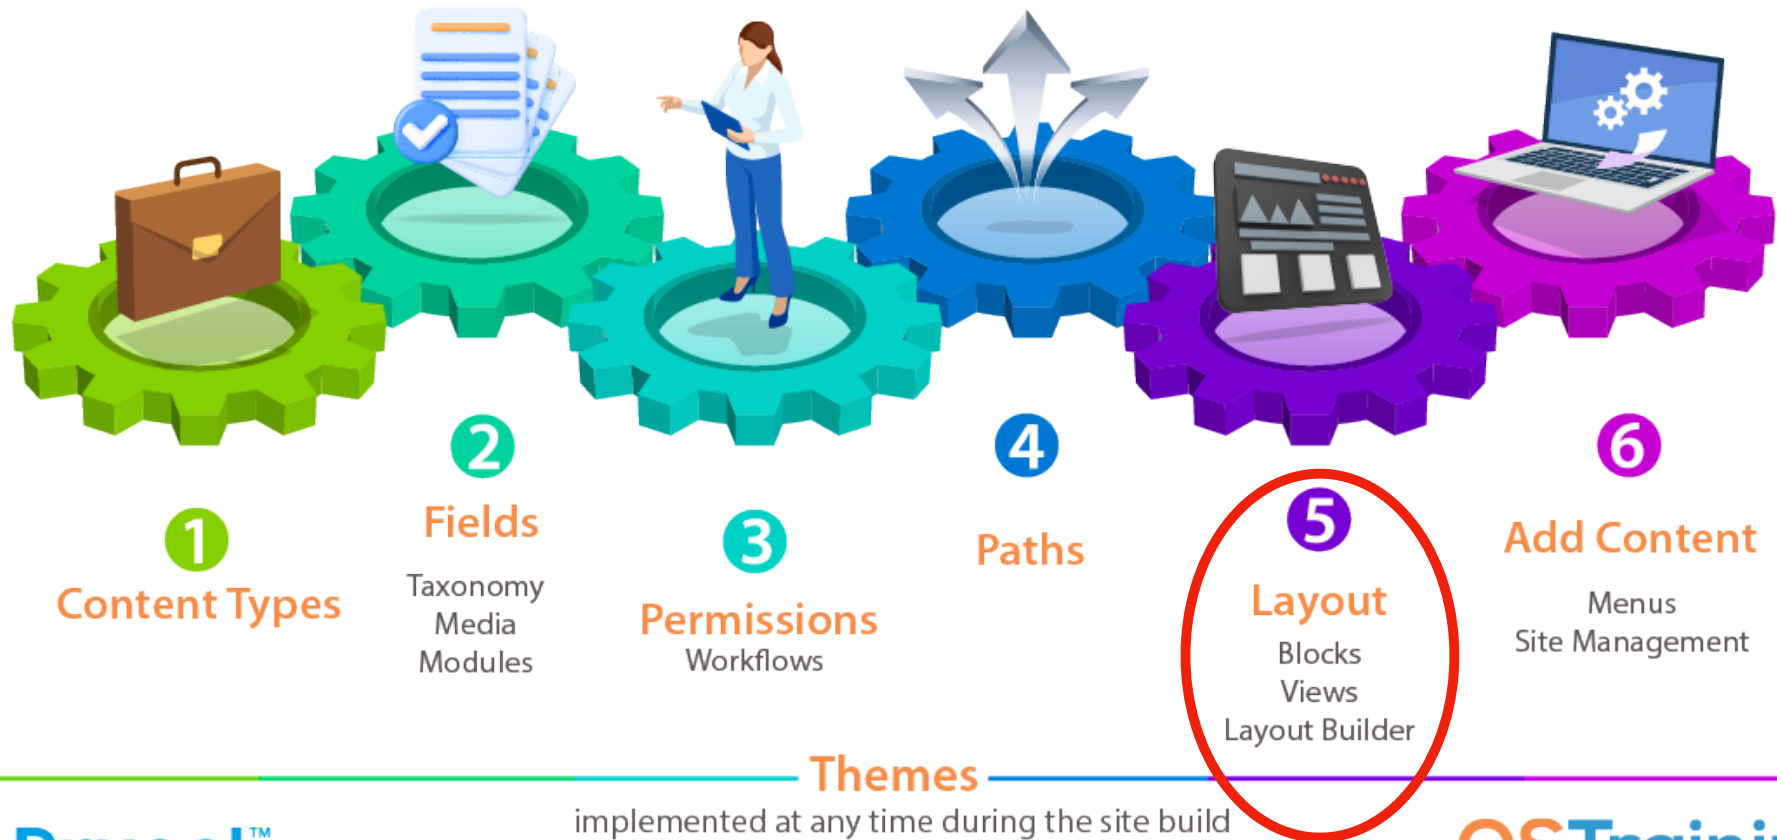 1
Content Types
2
Fields
Taxonomy
Media
Modules
3
Permissions
Workflows
4
Paths
5
Layout
Blocks
Views
Layout Builder
6
Add Content
Menus
Site Management
Themes
implemented at any time during the site build